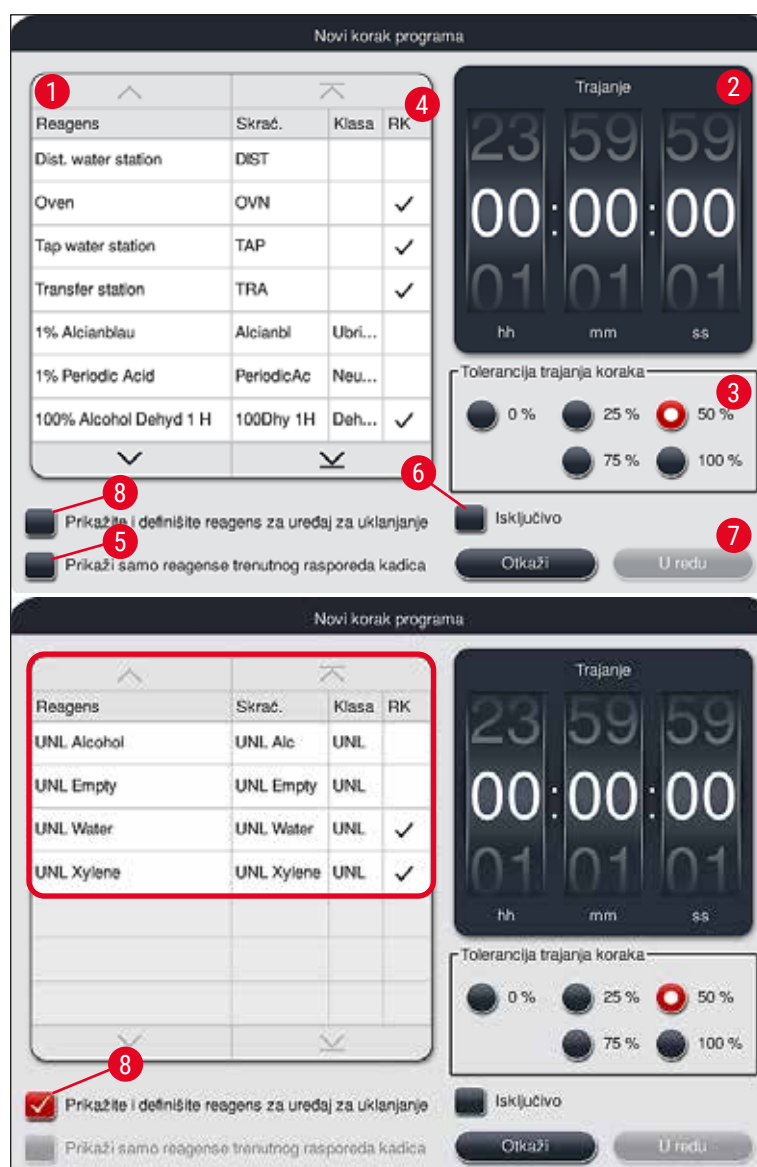 Novi korak programa
1
4
Reagens Skrać. Klasa RK
Dist. water station DIST
Oven OVN ✓
Tap water station TAP ✓
Transfer station TRA ✓
1% Alcianblau Alcianbl Ubri...
1% Periodic Acid PeriodicAc Neu...
100% Alcohol Dehyd 1 H 100Dhy 1H Deh... ✓
Trajanje
2
23 59 59
00:00:00
01 01 01
hh mm ss
Tolerancija trajanja koraka
3
0 % 25 % 50 %
75 % 100 %
8
Prikažite i definišite reagens za uređaj za uklanjanje
5
Prikaži samo reagense trenutnog rasporeda kadica
6
Isključivo
7
Otkaži U redu
Novi korak programa
Reagens Skrać. Klasa RK
UNL Alcohol UNL Alc UNL
UNL Empty UNL Empty UNL
UNL Water UNL Water UNL ✓
UNL Xylene UNL Xylene UNL ✓
Trajanje
23 59 59
00:00:00
01 01 01
hh mm ss
Tolerancija trajanja koraka
0 % 25 % 50 %
75 % 100 %
8
Prikažite i definišite reagens za uređaj za uklanjanje
Prikaži samo reagense trenutnog rasporeda kadica
Isključivo
Otkaži U redu